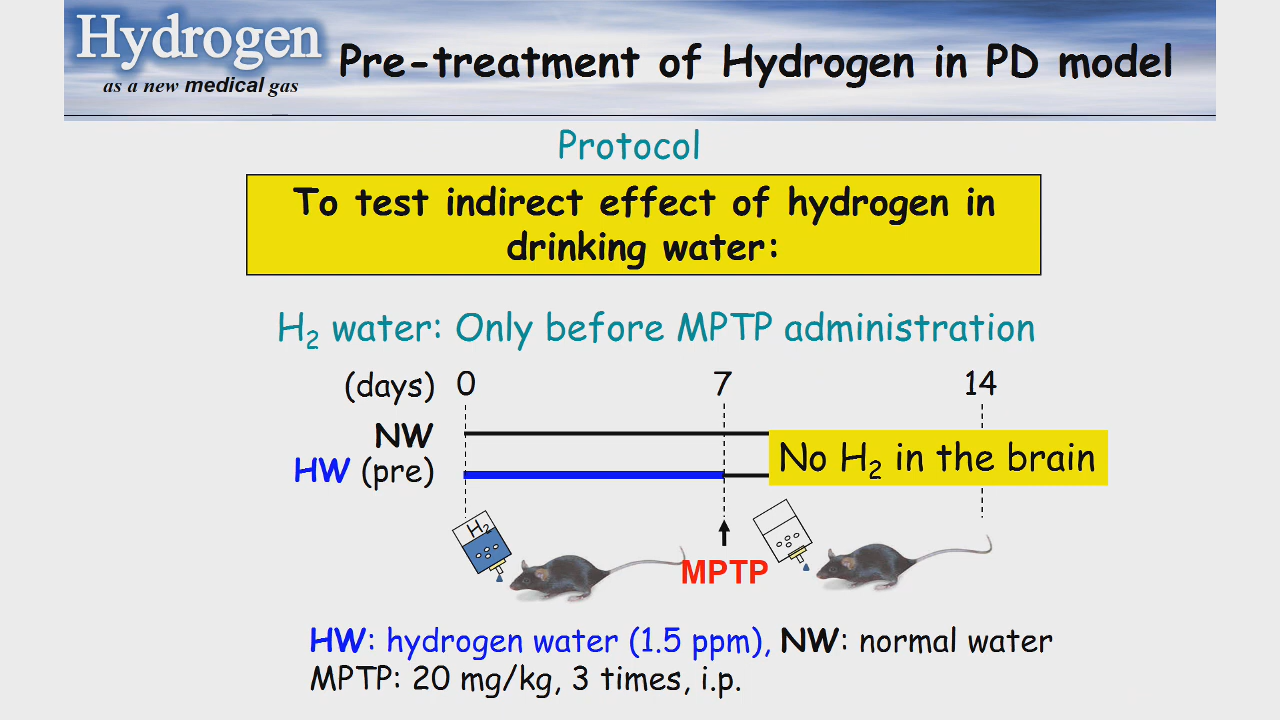 Hydrogen
as a new medical gas
Pre-treatment of Hydrogen in PD model
Protocol
To test indirect effect of hydrogen in
drinking water:
H₂ water: Only before MPTP administration
(days) 0 7 14
NW
HW (pre)
No H₂ in the brain
H₂
MPTP
HW: hydrogen water (1.5 ppm), NW: normal water
MPTP: 20 mg/kg, 3 times, i.p.